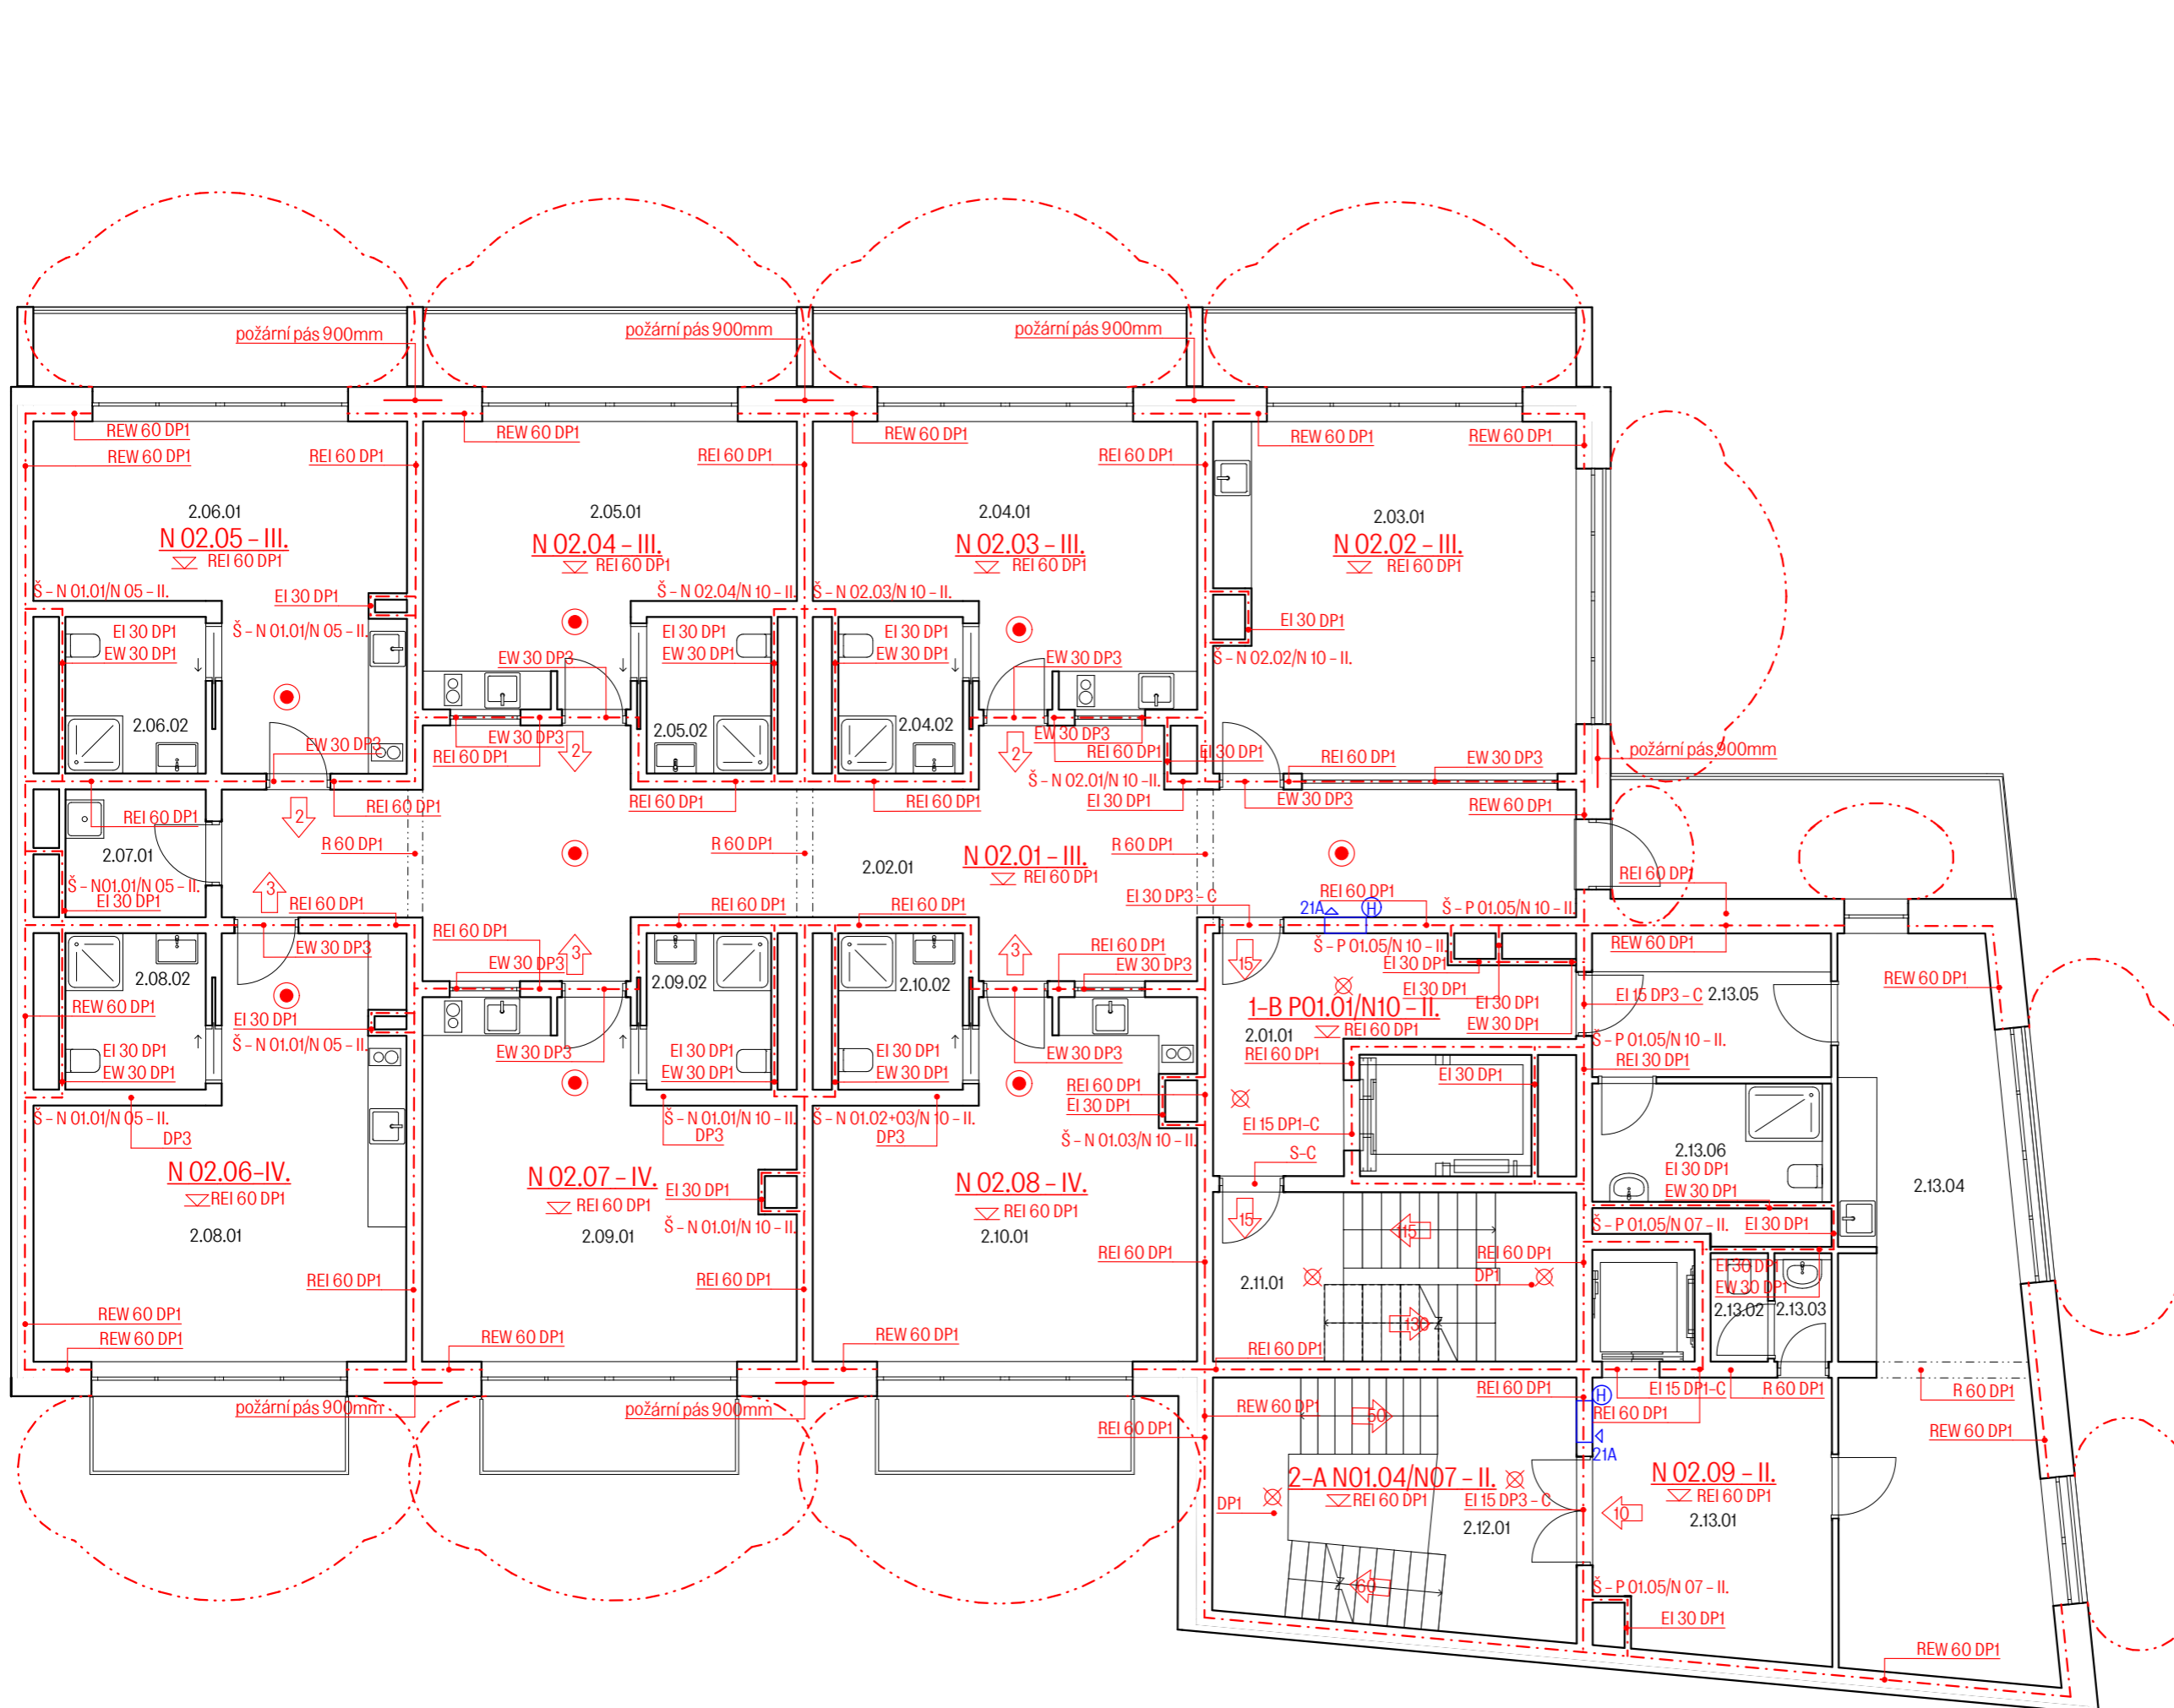 požární pás 900mm
požární pás 900mm
požární pás 900mm
REW 60 DP1
REW 60 DP1
REI 60 DP1
REW 60 DP1
REI 60 DP1
REW 60 DP1
REI 60 DP1
REW 60 DP1
REW 60 DP1
2.06.01
N 02.05 – III.
REI 60 DP1
2.05.01
N 02.04 – III.
REI 60 DP1
2.04.01
N 02.03 – III.
REI 60 DP1
2.03.01
N 02.02 – III.
REI 60 DP1
Š – N 01.01/N 05 – II.
EI 30 DP1
Š – N 02.04/N 10 – II.
Š – N 02.03/N 10 – II.
EI 30 DP1
EI 30 DP1
EW 30 DP1
Š – N 01.01/N 05 – II.
EW 30 DP3
EI 30 DP1
EW 30 DP1
EI 30 DP1
EW 30 DP1
EW 30 DP3
Š – N 02.02/N 10 – II.
2.06.02
EW 30 DP3
2.05.02
2.04.02
REI 60 DP1
EW 30 DP3
2
2
EW 30 DP3
REI 60 DP1
EI 30 DP1
REI 60 DP1
EW 30 DP3
požární pás 900mm
Š – N 02.01/N 10 – II.
REI 60 DP1
2
REI 60 DP1
REI 60 DP1
REI 60 DP1
EI 30 DP1
EW 30 DP3
REW 60 DP1
2.07.01
R 60 DP1
R 60 DP1
2.02.01
N 02.01 – III.
REI 60 DP1
R 60 DP1
REI 60 DP1
Š – N01.01/N 05 – II.
EI 30 DP1
3
REI 60 DP1
REI 60 DP1
REI 60 DP1
EI 30 DP3 – C
REI 60 DP1
21A
H
Š – P 01.05/N 10 – II.
EW 30 DP3
REI 60 DP1
EW 30 DP3
3
3
REI 60 DP1
EW 30 DP3
15
Š – P 01.05/N 10 – II.
EI 30 DP1
REW 60 DP1
2.08.02
2.09.02
2.10.02
EI 30 DP1
EI 30 DP1
EW 30 DP1
EI 15 DP3 – C
2.13.05
REW 60 DP1
REW 60 DP1
EI 30 DP1
Š – N 01.01/N 05 – II.
1-B P01.01/N10 – II.
REI 60 DP1
2.01.01
EI 30 DP1
EW 30 DP1
EW 30 DP3
EI 30 DP1
EW 30 DP1
EI 30 DP1
EW 30 DP1
EW 30 DP3
REI 60 DP1
EI 30 DP1
REI 60 DP1
EI 30 DP1
Š – P 01.05/N 10 – II.
REI 30 DP1
Š – N 01.01/N 05 – II.
DP3
Š – N 01.01/N 10 – II.
DP3
Š – N 01.02+03/N 10 – II.
DP3
Š – N 01.03/N 10 – II.
EI 15 DP1-C
S-C
N 02.06-IV.
REI 60 DP1
2.08.01
N 02.07 – IV.
REI 60 DP1
2.09.01
EI 30 DP1
Š – N 01.01/N 10 – II.
N 02.08 – IV.
REI 60 DP1
2.10.01
2.13.06
EI 30 DP1
EW 30 DP1
2.13.04
15
115
Š – P 01.05/N 07 – II.
EI 30 DP1
REI 60 DP1
REI 60 DP1
REI 60 DP1
REI 60 DP1
2.11.01
DP1
EI 30 DP1
EW 30 DP1
2.13.02
2.13.03
REW 60 DP1
REW 60 DP1
REW 60 DP1
REW 60 DP1
REI 60 DP1
130
požární pás 900mm
požární pás 900mm
REI 60 DP1
REW 60 DP1
50
REI 60 DP1
H
EI 15 DP1-C
REI 60 DP1
R 60 DP1
R 60 DP1
21A
REW 60 DP1
2-A N01.04/N07 – II.
REI 60 DP1
DP1
EI 15 DP3 – C
2.12.01
10
N 02.09 – II.
REI 60 DP1
2.13.01
60
Š – P 01.05/N 07 – II.
EI 30 DP1
REW 60 DP1